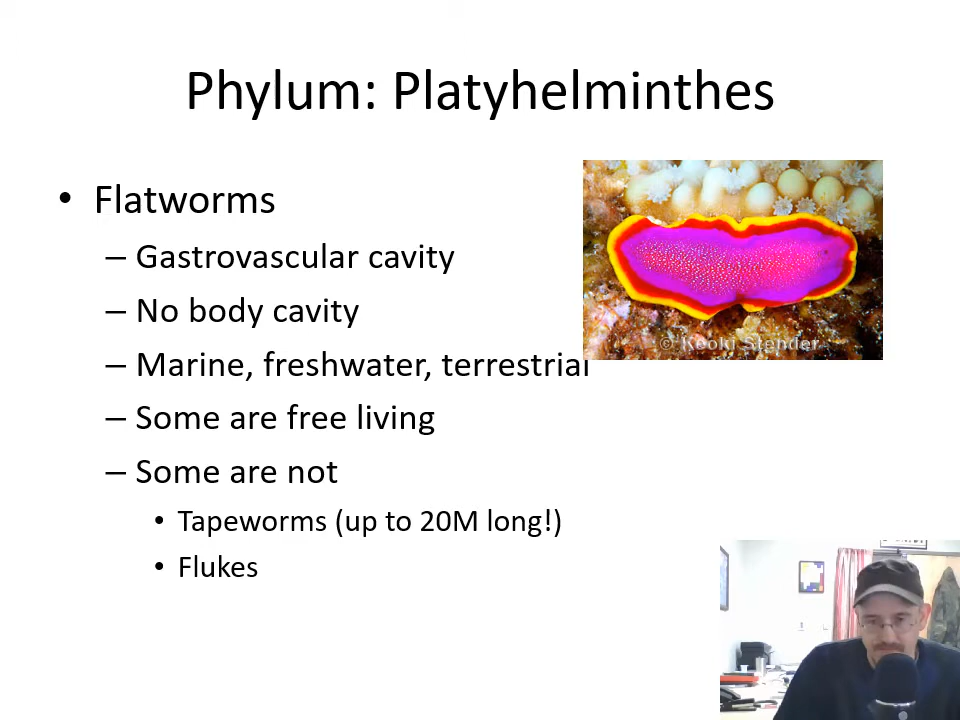 Phylum: Platyhelminthes
• Flatworms
– Gastrovascular cavity
– No body cavity
– Marine, freshwater, terrestrial
– Some are free living
– Some are not
• Tapeworms (up to 20M long!)
• Flukes
© Keoki Stender